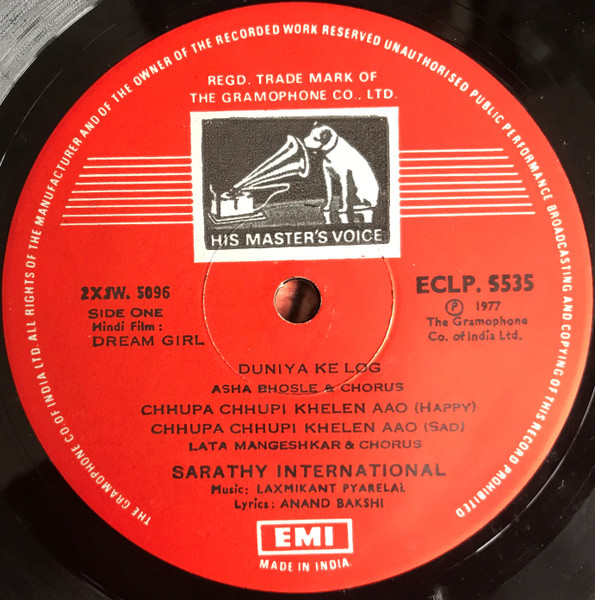 THE GRAMOPHONE CO. OF INDIA LTD. ALL RIGHTS OF THE MANUFACTURER AND OF THE OWNER OF THE RECORDED WORK RESERVED UNAUTHORISED PUBLIC PERFORMANCE BROADCASTING AND COPYING OF THIS RECORD PROHIBITED
REGD. TRADE MARK OF
THE GRAMOPHONE CO., LTD.
HIS MASTER'S VOICE
2XJW. 5096
SIDE ONE
Hindi Film:
DREAM GIRL
ECLP. 5535
℗ 1977
The Gramophone
Co. of India Ltd.
DUNIYA KE LOG
ASHA BHOSLE & CHORUS
CHHUPA CHHUPI KHELEN AAO (HAPPY)
CHHUPA CHHUPI KHELEN AAO (SAD)
LATA MANGESHKAR & CHORUS
SARATHY INTERNATIONAL
Music: LAXMIKANT PYARELAL
Lyrics: ANAND BAKSHI
EMI
MADE IN INDIA